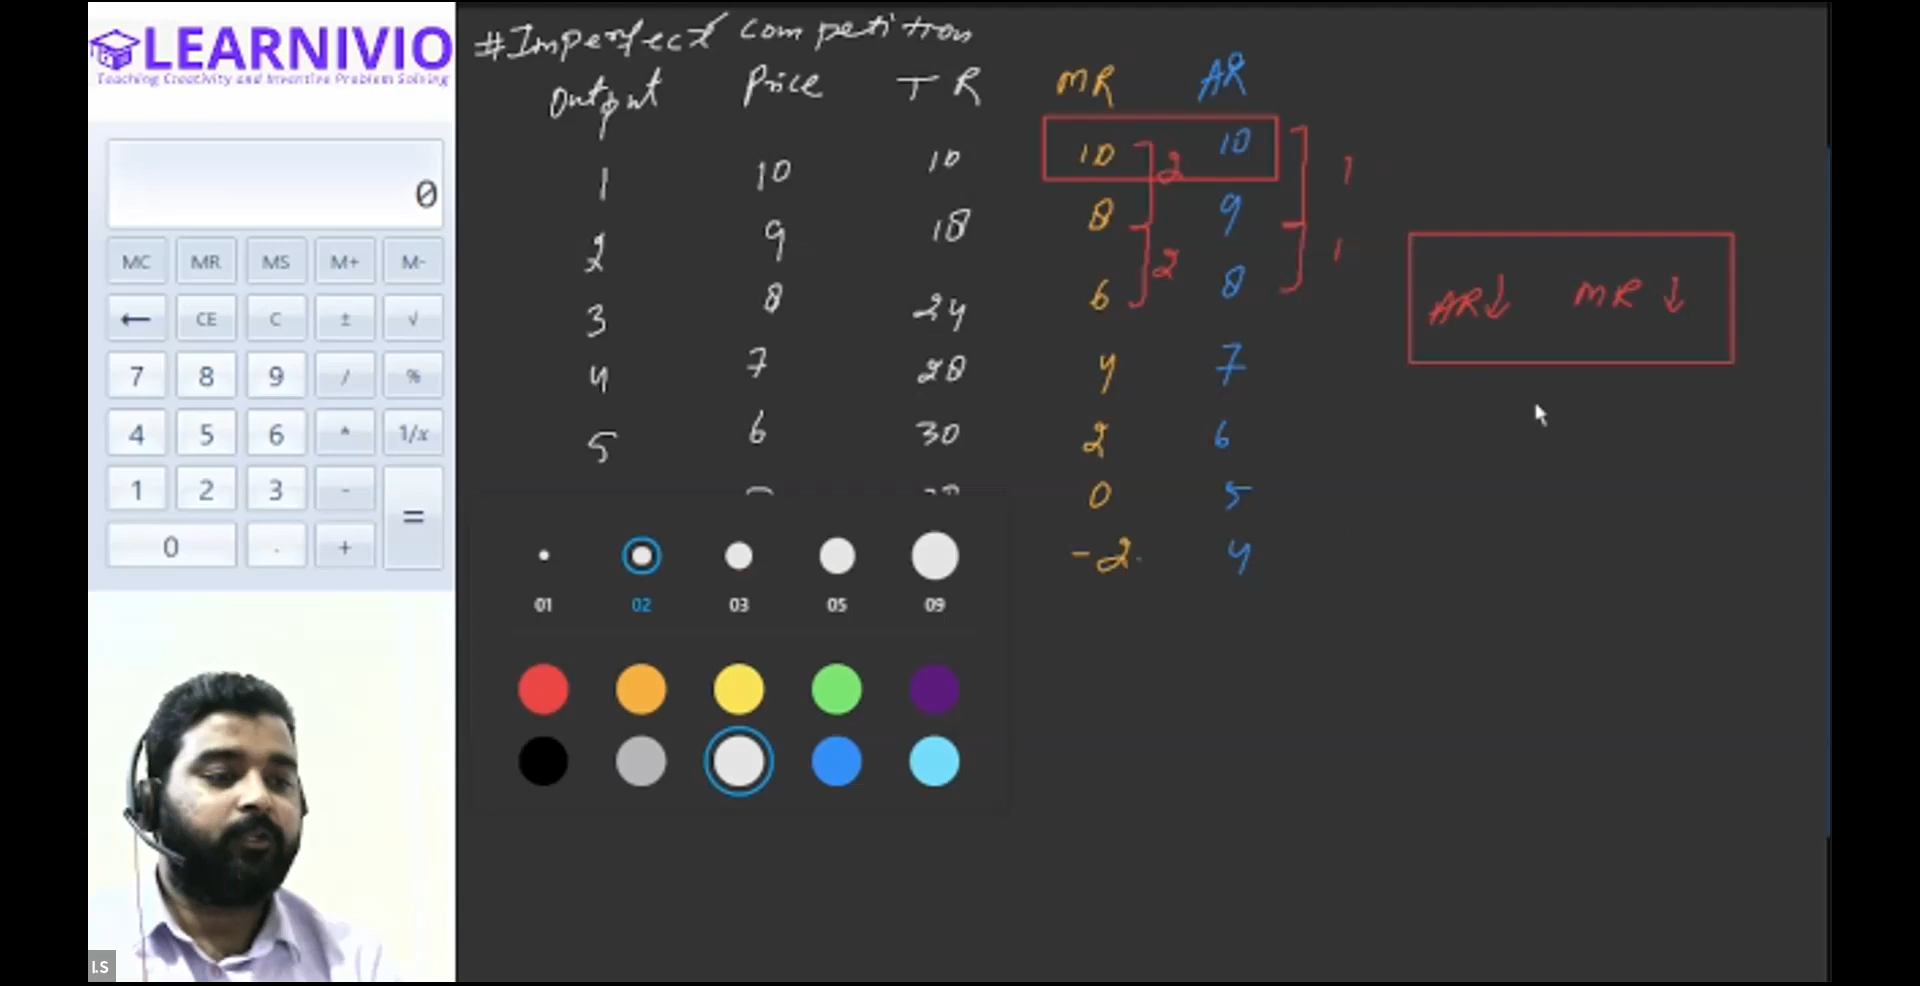 LEARNIVIO
Teaching Creativity and Inventive Problem Solving
0
MC MR MS M+ M-
← CE C ± √
7 8 9 / %
4 5 6 * 1/x
1 2 3 - =
0 . +
I.S
#Imperfect competition
Output Price TR MR AR
1 10 10 10 10
2 9 18 8 9
3 8 24 6 8
4 7 28 4 7
5 6 30 2 6
0 5
-2 4
2 1
2 1
AR↓ MR ↓
01 02 03 05 09